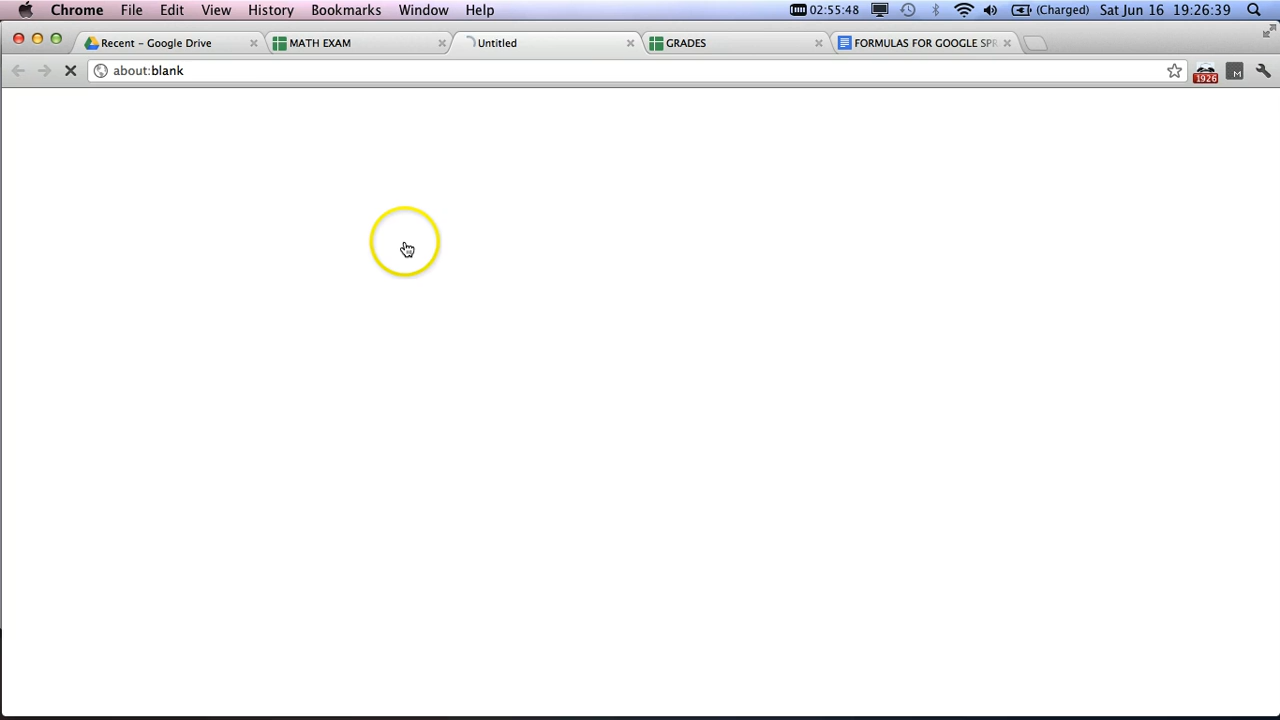 Chrome File Edit View History Bookmarks Window Help 02:55:48 (Charged) Sat Jun 16 19:26:39
Recent - Google Drive MATH EXAM Untitled GRADES FORMULAS FOR GOOGLE SPR
about:blank 1926 M